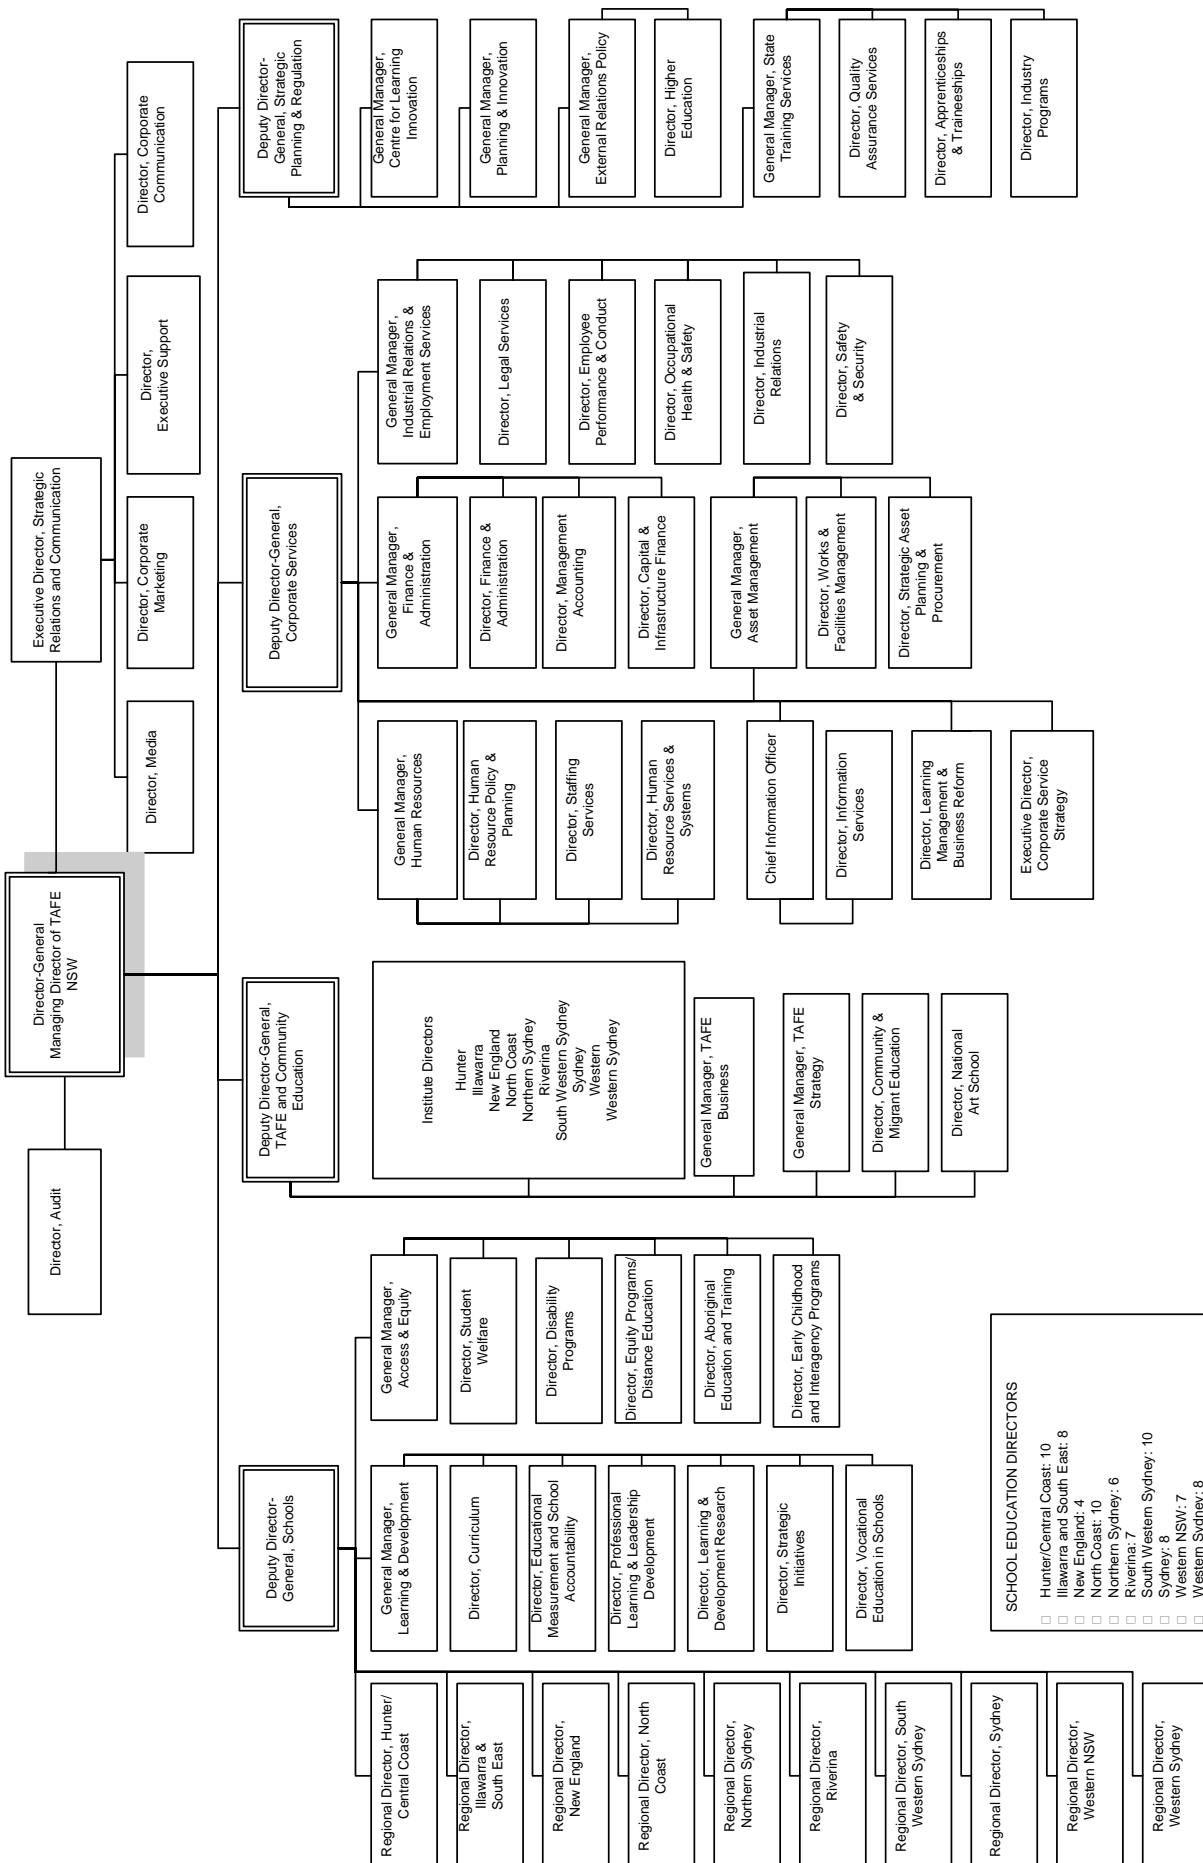 Director, Audit
Director-General
Managing Director of TAFE
NSW
Executive Director, Strategic
Relations and Communication
Director, Media
Director, Corporate
Marketing
Director,
Executive Support
Director, Corporate
Communication
Deputy Director-
General, Schools
Deputy Director-General,
TAFE and Community
Education
Deputy Director-General,
Corporate Services
Deputy Director-
General, Strategic
Planning & Regulation
Regional Director, Hunter/
Central Coast
Regional Director,
Illawarra &
South East
Regional Director,
New England
Regional Director, North
Coast
Regional Director,
Northern Sydney
Regional Director,
Riverina
Regional Director, South
Western Sydney
Regional Director, Sydney
Regional Director,
Western NSW
Regional Director,
Western Sydney
General Manager,
Learning & Development
Director, Curriculum
Director, Educational
Measurement and School
Accountability
Director, Professional
Learning & Leadership
Development
Director, Learning &
Development Research
Director, Strategic
Initiatives
Director, Vocational
Education in Schools
General Manager,
Access & Equity
Director, Student
Welfare
Director, Disability
Programs
Director, Equity Programs/
Distance Education
Director, Aboriginal
Education and Training
Director, Early Childhood
and Interagency Programs
SCHOOL EDUCATION DIRECTORS
Hunter/Central Coast: 10
Illawarra and South East: 8
New England: 4
North Coast: 10
Northern Sydney: 6
Riverina: 7
South Western Sydney: 10
Sydney: 8
Western NSW: 7
Western Sydney: 8
Institute Directors
Hunter
Illawarra
New England
North Coast
Northern Sydney
Riverina
South Western Sydney
Sydney
Western
Western Sydney
General Manager, TAFE
Business
General Manager, TAFE
Strategy
Director, Community &
Migrant Education
Director, National
Art School
General Manager,
Human Resources
Director, Human
Resource Policy &
Planning
Director, Staffing
Services
Director, Human
Resource Services &
Systems
Chief Information Officer
Director, Information
Services
Director, Learning
Management &
Business Reform
Executive Director,
Corporate Service
Strategy
General Manager,
Finance &
Administration
Director, Finance &
Administration
Director, Management
Accounting
Director, Capital &
Infrastructure Finance
General Manager,
Asset Management
Director, Works &
Facilities Management
Director, Strategic Asset
Planning &
Procurement
General Manager,
Industrial Relations &
Employment Services
Director, Legal Services
Director, Employee
Performance & Conduct
Director, Occupational
Health & Safety
Director, Industrial
Relations
Director, Safety
& Security
General Manager,
Centre for Learning
Innovation
General Manager,
Planning & Innovation
General Manager,
External Relations Policy
Director, Higher
Education
General Manager, State
Training Services
Director, Quality
Assurance Services
Director, Apprenticeships
& Traineeships
Director, Industry
Programs